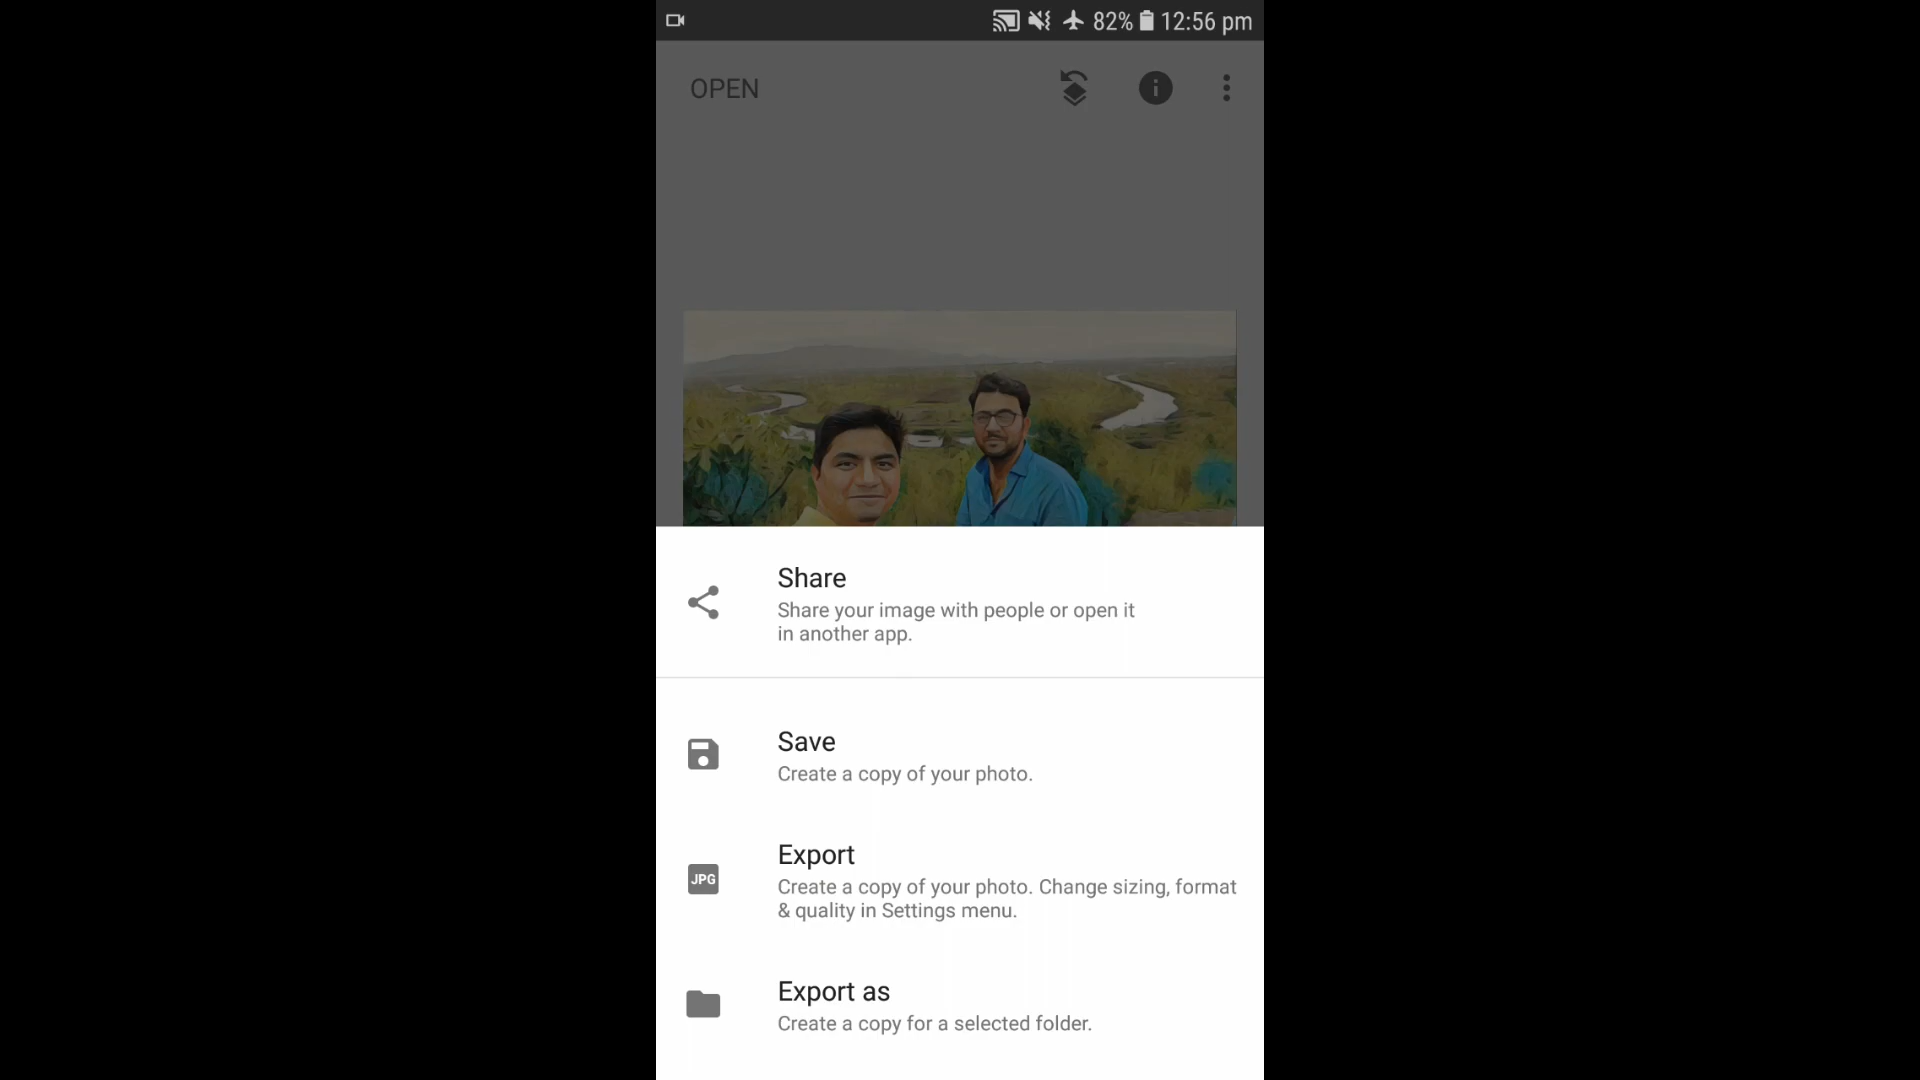 82% 12:56 pm
OPEN
Share
Share your image with people or open it
in another app.
Save
Create a copy of your photo.
JPG
Export
Create a copy of your photo. Change sizing, format
& quality in Settings menu.
Export as
Create a copy for a selected folder.